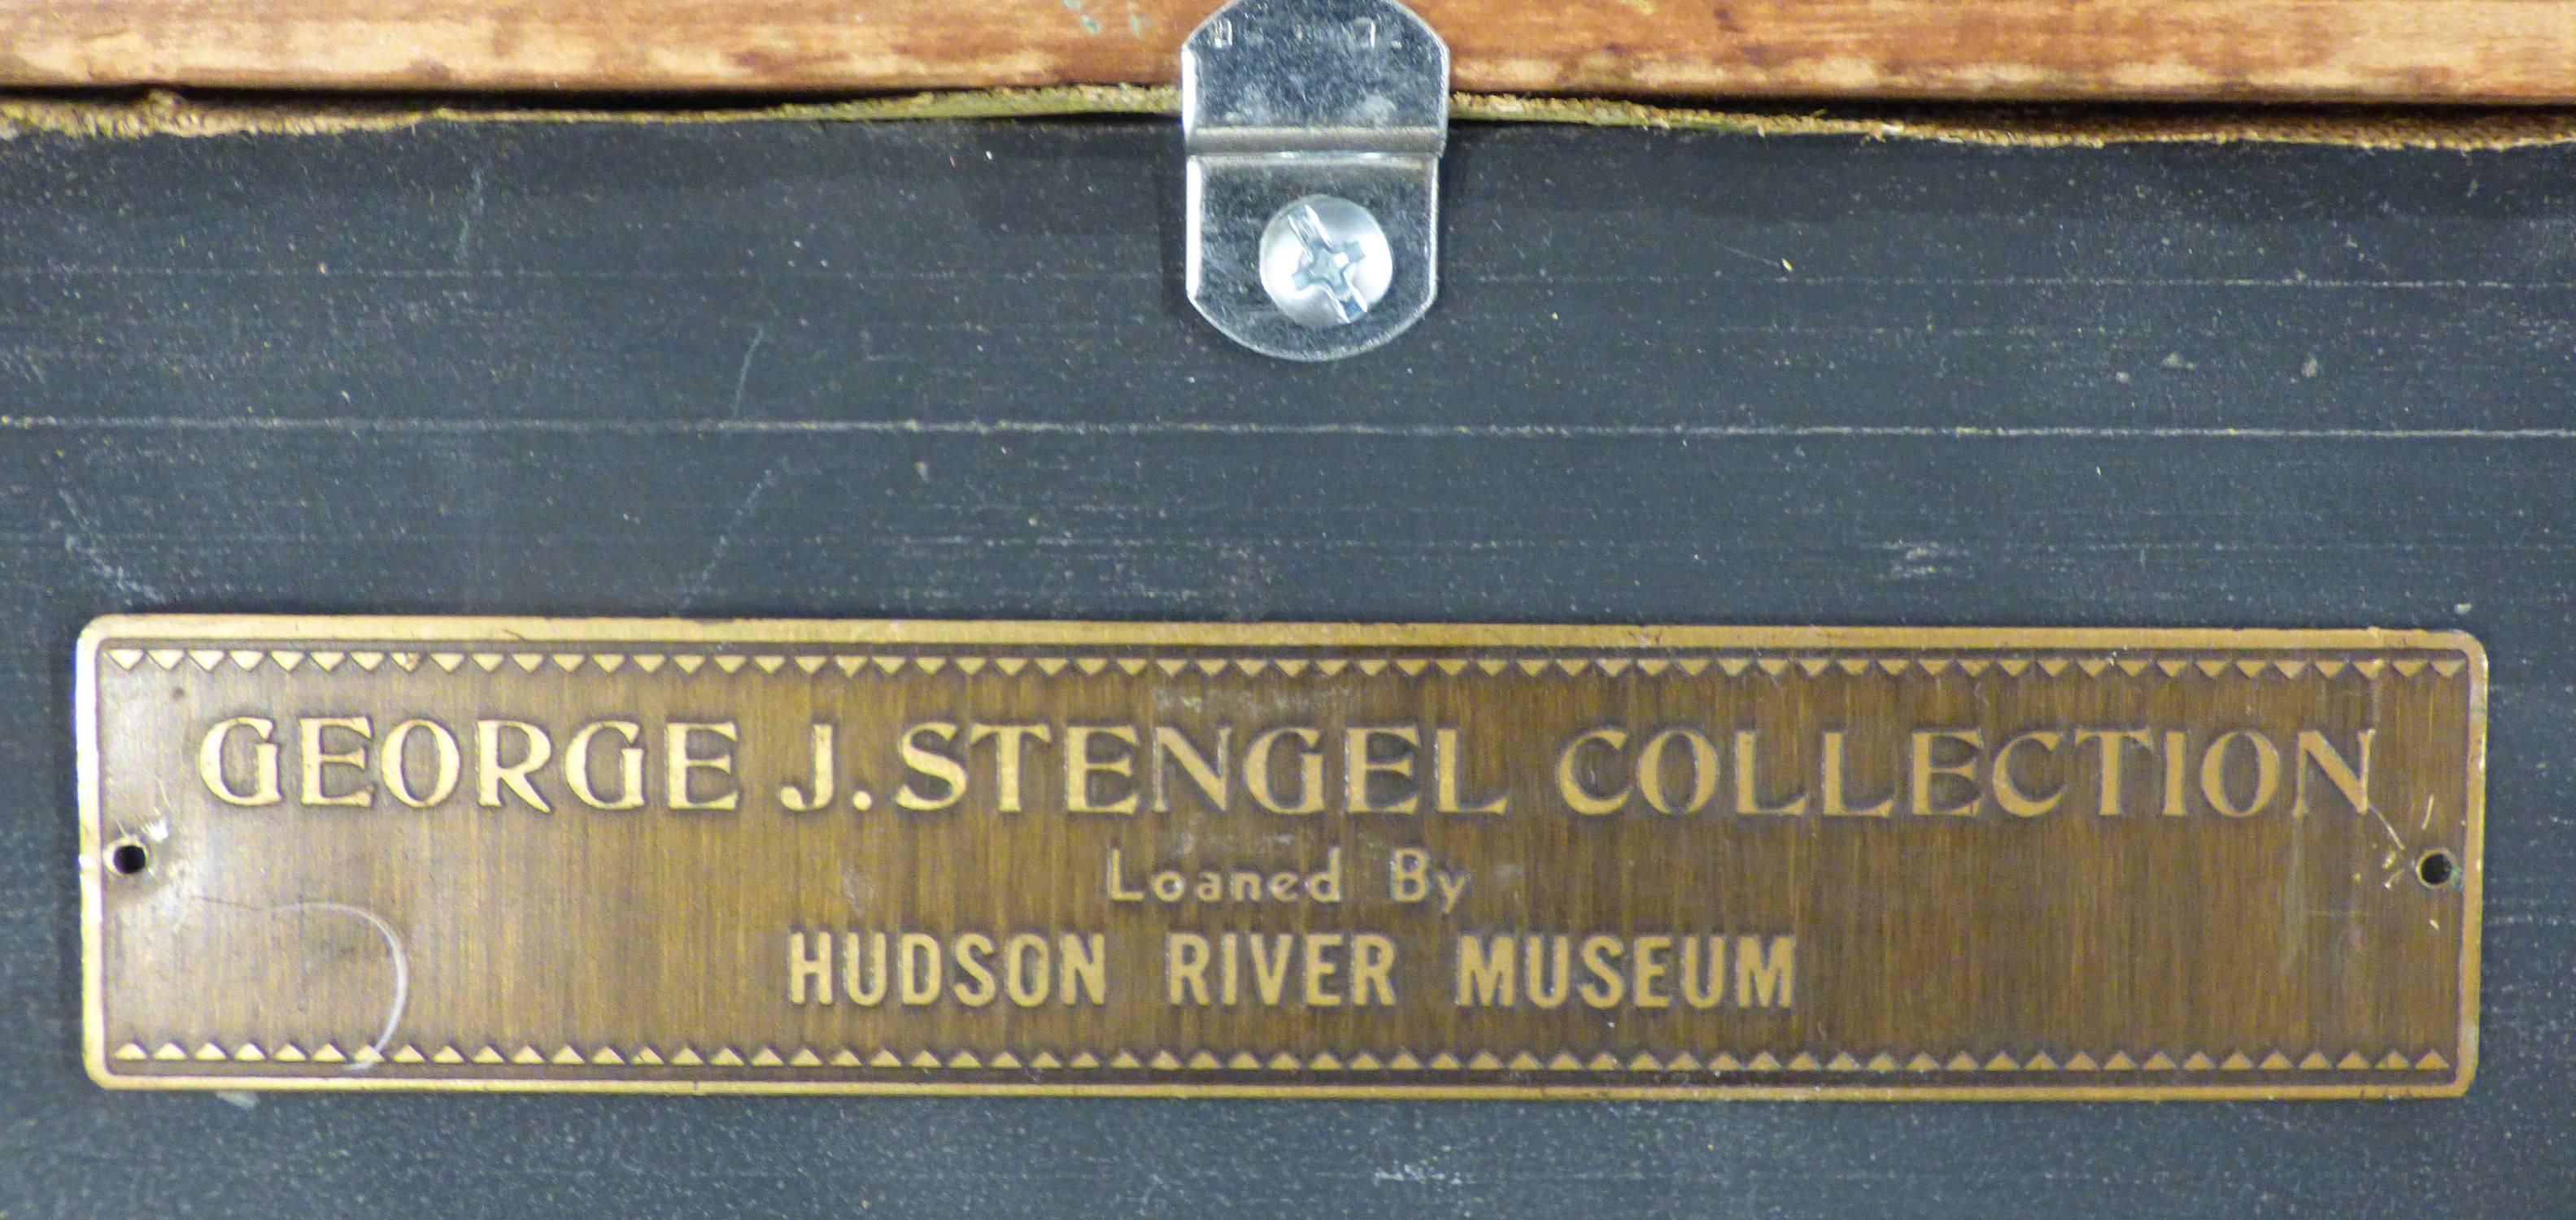 GEORGE J. STENGEL COLLECTION
Loaned By
HUDSON RIVER MUSEUM